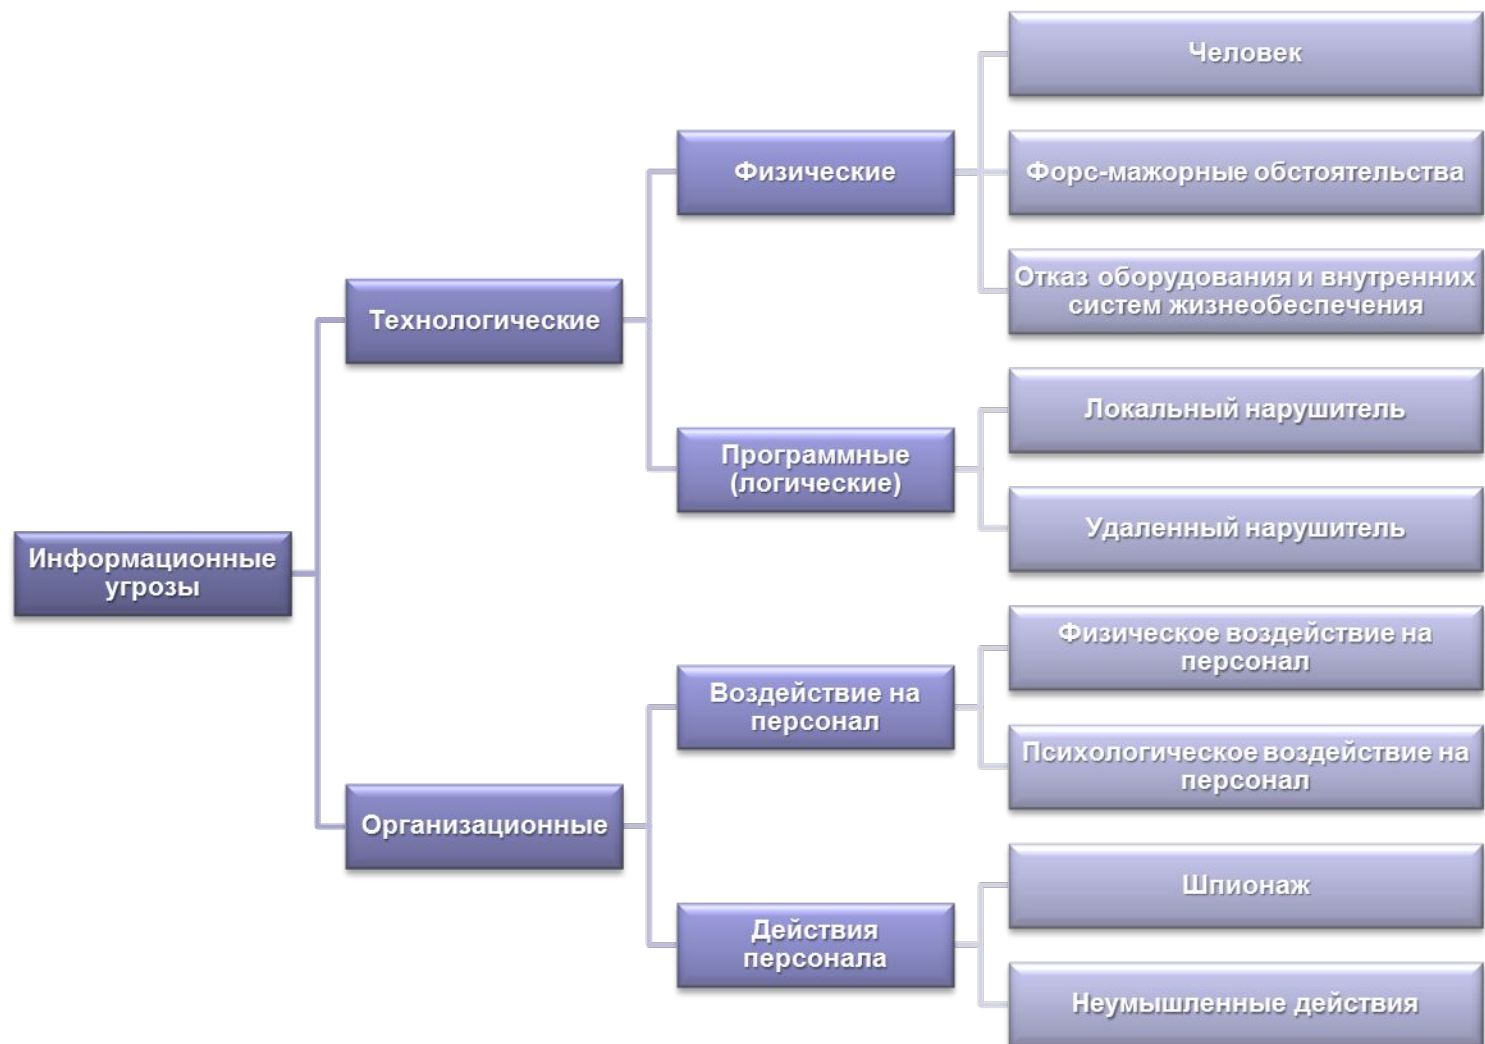 Человек
Физические
Форс-мажорные обстоятельства
Отказ оборудования и внутренних
систем жизнеобеспечения
Технологические
Локальный нарушитель
Программные
(логические)
Удаленный нарушитель
Информационные
угрозы
Физическое воздействие на
персонал
Воздействие на
персонал
Психологическое воздействие на
персонал
Организационные
Шпионаж
Действия
персонала
Неумышленные действия